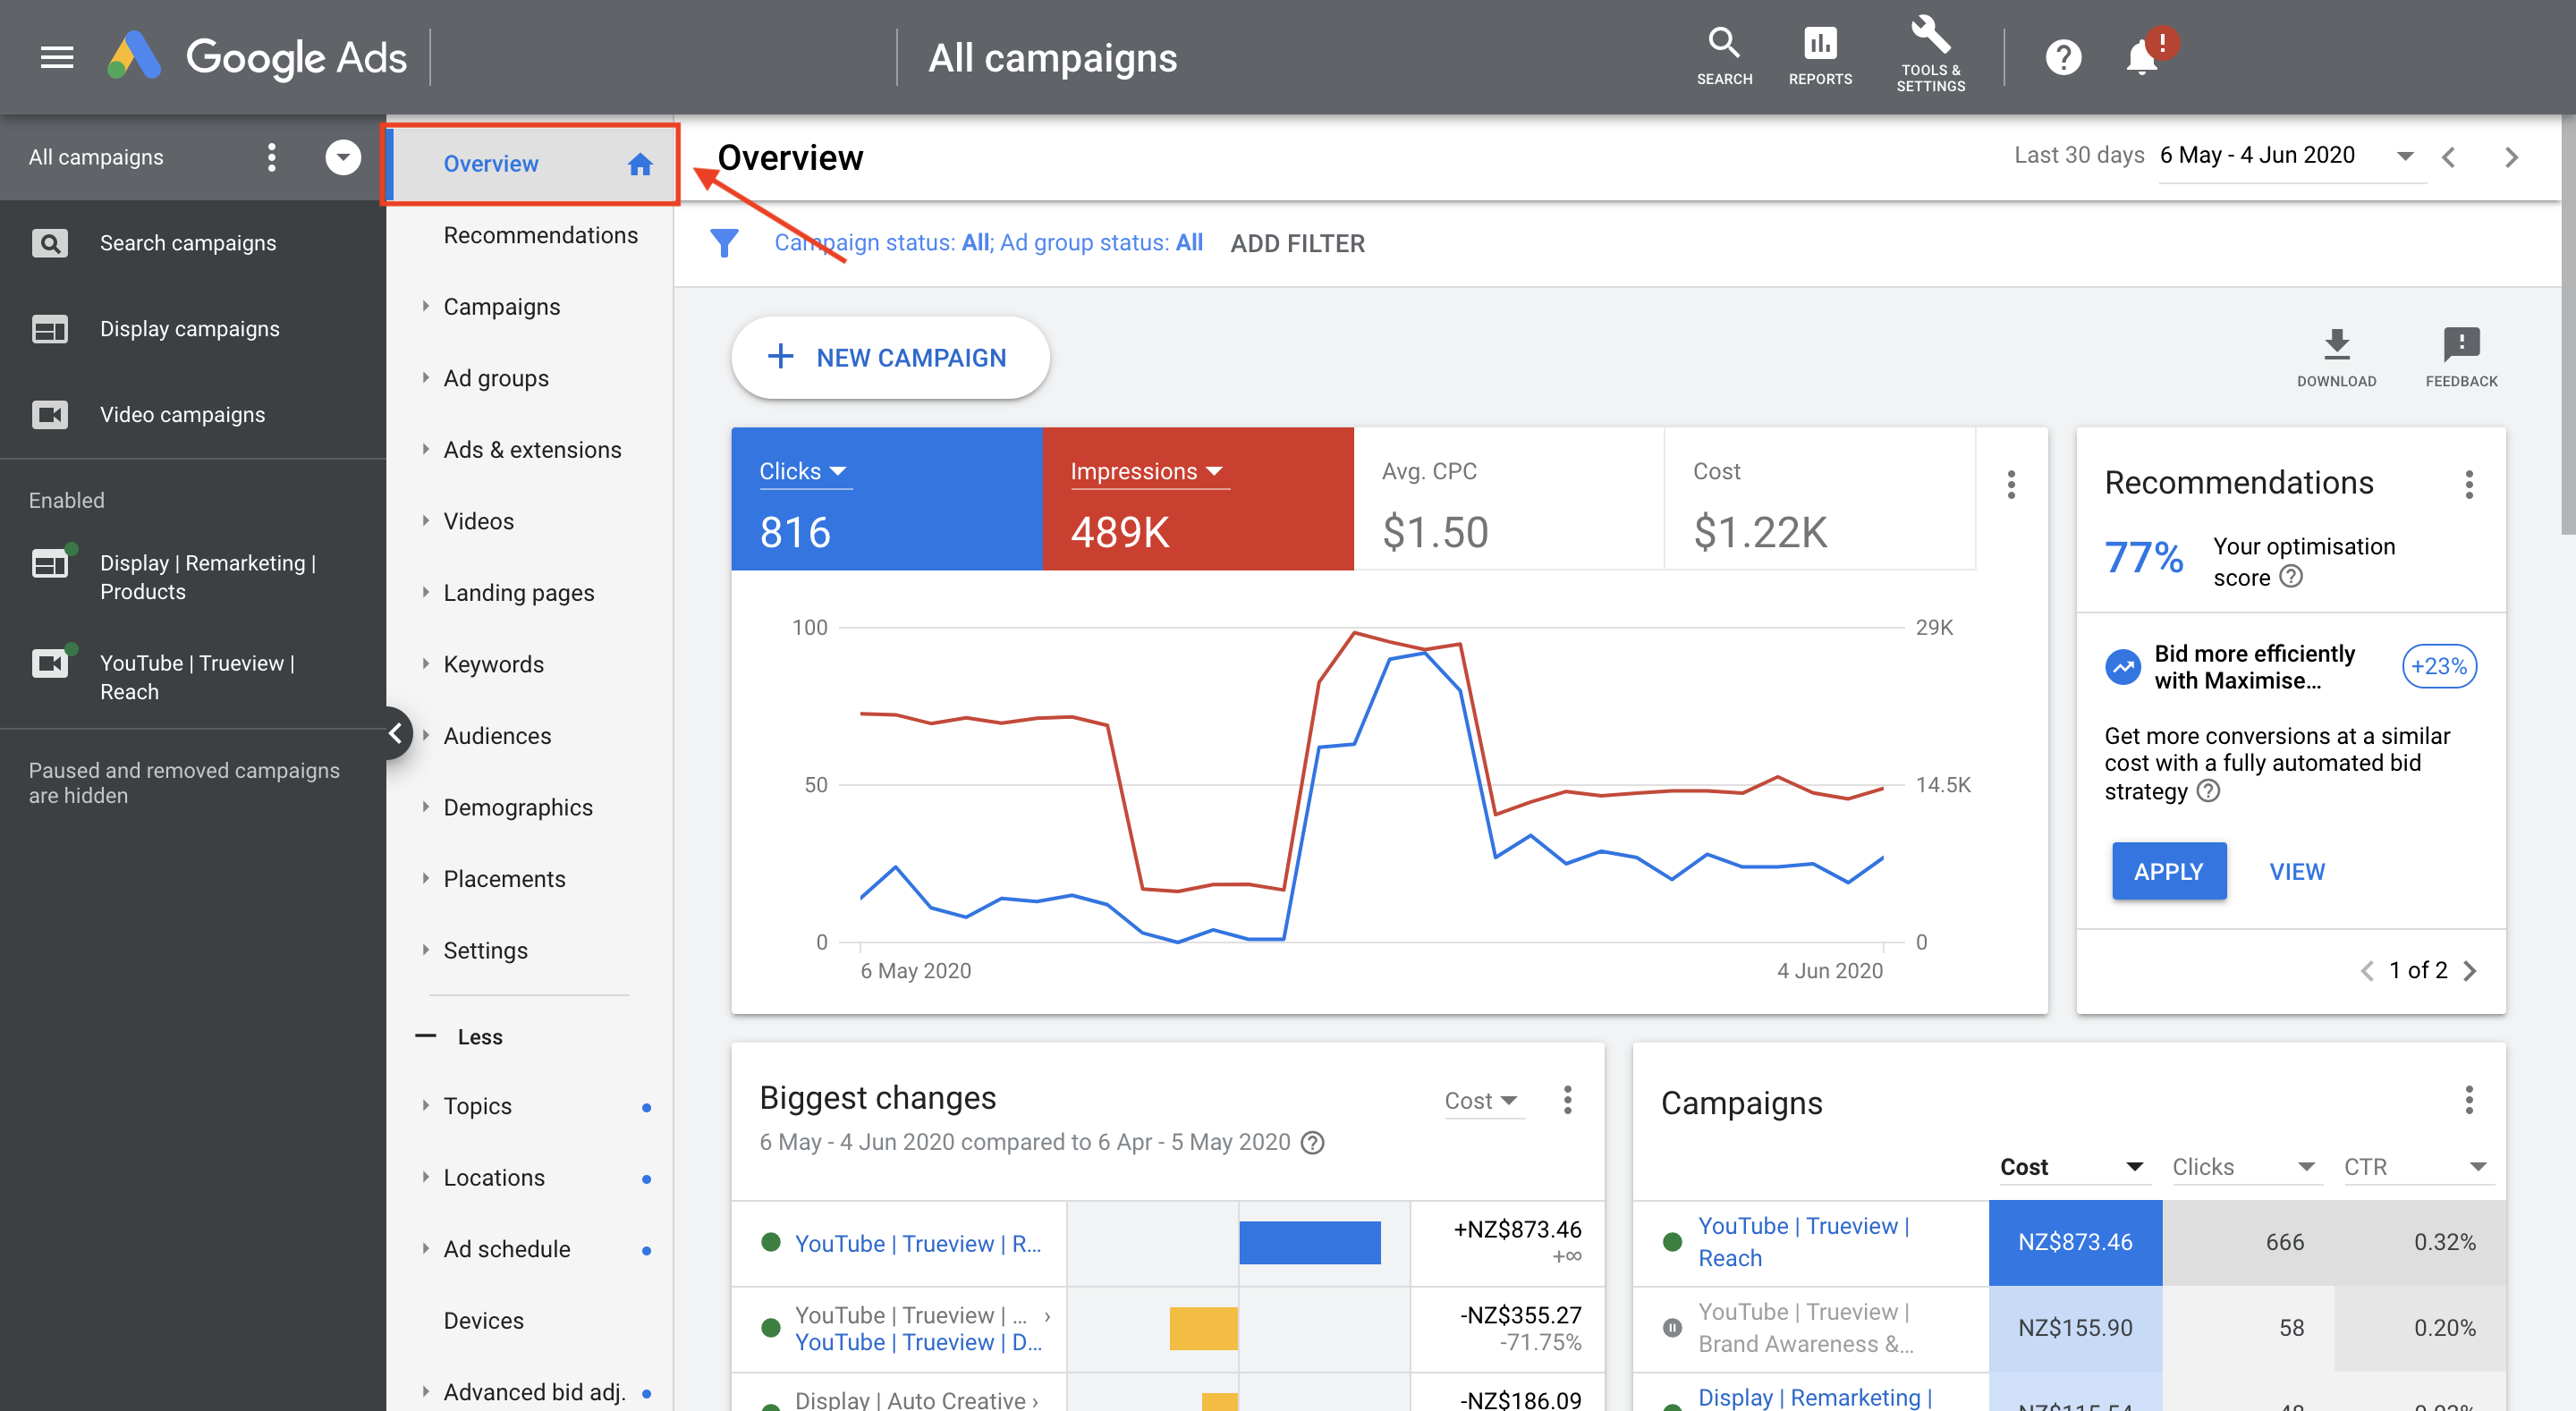 Google Ads
All campaigns
SEARCH
REPORTS
TOOLS &
SETTINGS
All campaigns
Search campaigns
Display campaigns
Video campaigns
Enabled
Display | Remarketing |
Products
YouTube | Trueview |
Reach
Paused and removed campaigns
are hidden
Overview
Recommendations
Campaigns
Ad groups
Ads & extensions
Videos
Landing pages
Keywords
Audiences
Demographics
Placements
Settings
Less
Topics
Locations
Ad schedule
Devices
Advanced bid adj.
Overview
Last 30 days 6 May - 4 Jun 2020
Campaign status: All; Ad group status: All ADD FILTER
+ NEW CAMPAIGN
DOWNLOAD
FEEDBACK
Clicks
816
Impressions
489K
Avg. CPC
$1.50
Cost
$1.22K
100
50
0
29K
14.5K
0
6 May 2020
4 Jun 2020
Recommendations
77%
Your optimisation
score
Bid more efficiently
with Maximise...
+23%
Get more conversions at a similar
cost with a fully automated bid
strategy
APPLY
VIEW
1 of 2
Biggest changes
Cost
6 May - 4 Jun 2020 compared to 6 Apr - 5 May 2020
YouTube | Trueview | R...
+NZ$873.46
+∞
YouTube | Trueview | ... ›
YouTube | Trueview | D...
-NZ$355.27
-71.75%
Display | Auto Creative ›
-NZ$186.09
Campaigns
Cost
Clicks
CTR
YouTube | Trueview |
Reach
NZ$873.46
666
0.32%
YouTube | Trueview |
Brand Awareness &...
NZ$155.90
58
0.20%
Display | Remarketing |